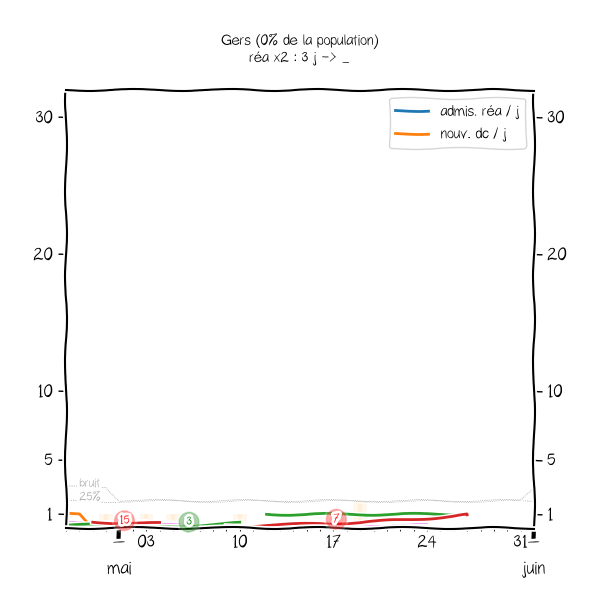 Gers (0% de la population)
réa x2 : 3 j -> _
admis. réa / j
nouv. dc / j
30
30
20
20
10
10
5
5
bruit
25%
1
1
15
3
7
03
10
17
24
31
mai
juin